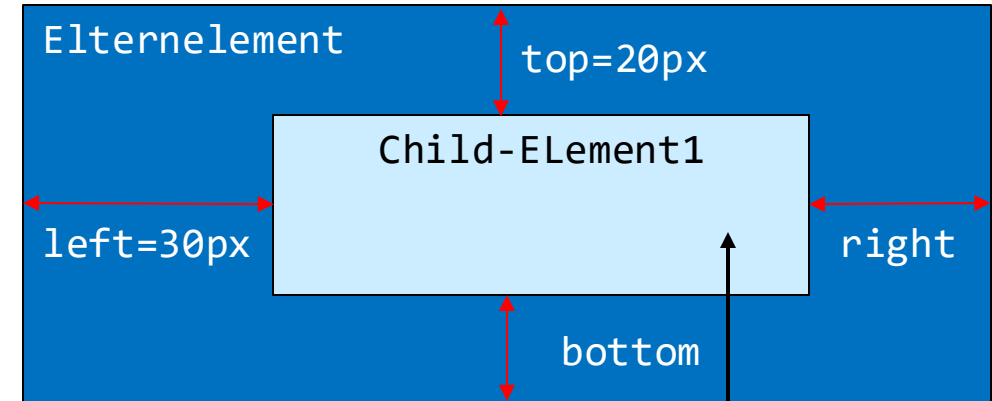 Elternelement
top=20px
Child-ELement1
left=30px
right
bottom